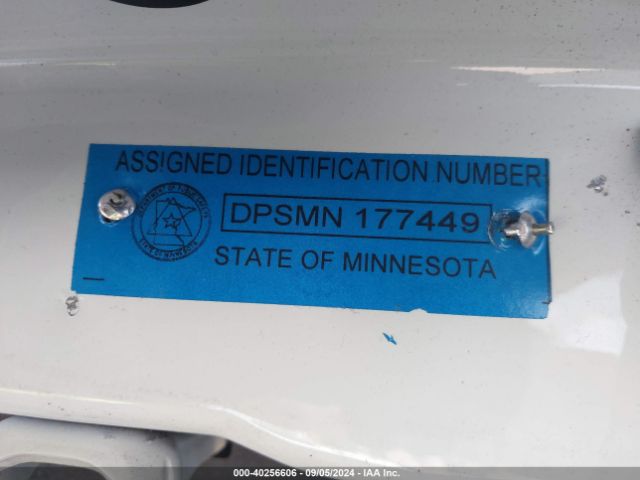 ASSIGNED IDENTIFICATION NUMBER
DPSMN 177449
STATE OF MINNESOTA
000-40256606 - 09/05/2024 - IAA Inc.